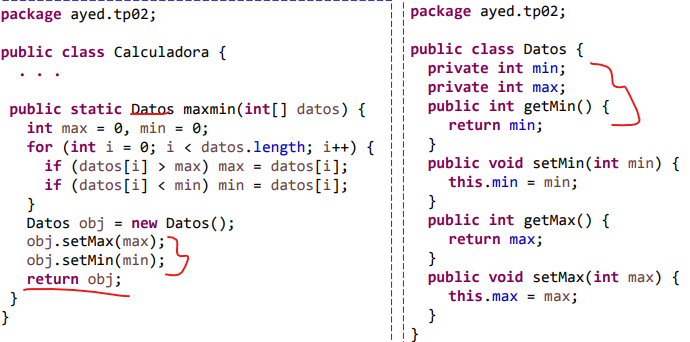 package ayed.tp02;
public class Calculadora {
. . .
public static Datos maxmin(int[] datos) {
int max = 0, min = 0;
for (int i = 0; i < datos.length; i++) {
if (datos[i] > max) max = datos[i];
if (datos[i] < min) min = datos[i];
}
Datos obj = new Datos();
obj.setMax(max);
obj.setMin(min);
return obj;
}
}
package ayed.tp02;
public class Datos {
private int min;
private int max;
public int getMin() {
return min;
}
public void setMin(int min) {
this.min = min;
}
public int getMax() {
return max;
}
public void setMax(int max) {
this.max = max;
}
}